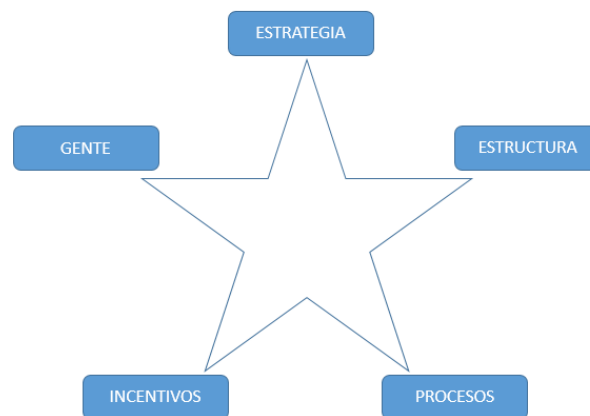 ESTRATEGIA
GENTE
ESTRUCTURA
INCENTIVOS
PROCESOS